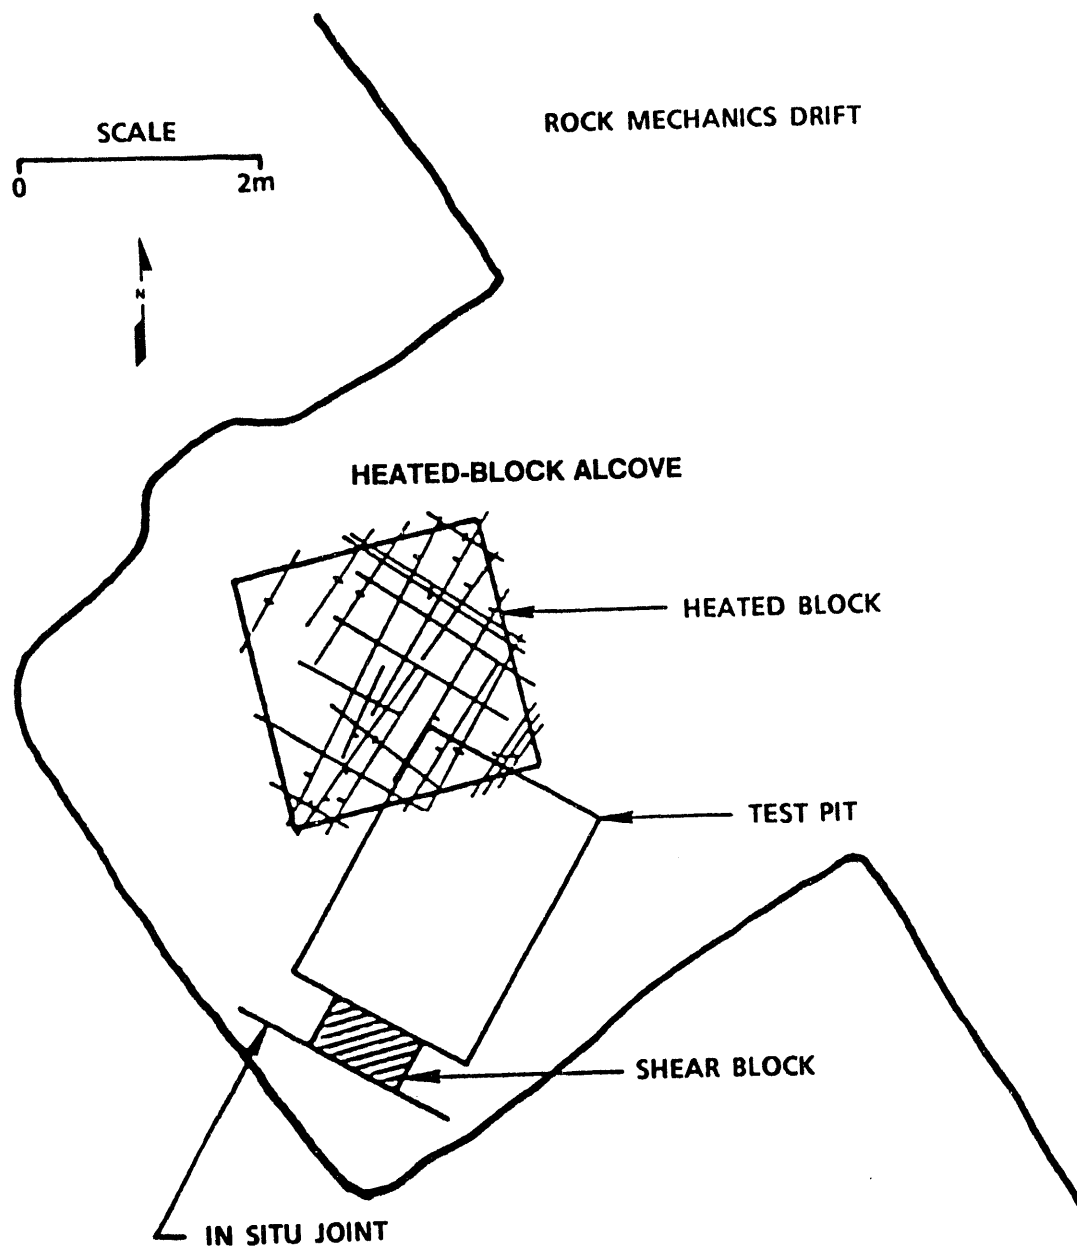 ROCK MECHANICS DRIFT
SCALE
0 2m
N
HEATED-BLOCK ALCOVE
HEATED BLOCK
TEST PIT
SHEAR BLOCK
IN SITU JOINT